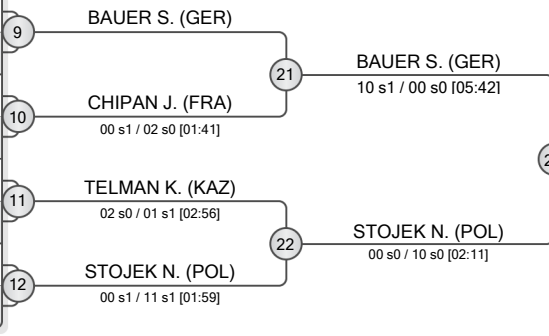 9
BAUER S. (GER)
21
BAUER S. (GER)
10 s1 / 00 s0 [05:42]
10
CHIPAN J. (FRA)
00 s1 / 02 s0 [01:41]
11
TELMAN K. (KAZ)
02 s0 / 01 s1 [02:56]
22
STOJEK N. (POL)
00 s0 / 10 s0 [02:11]
12
STOJEK N. (POL)
00 s1 / 11 s1 [01:59]